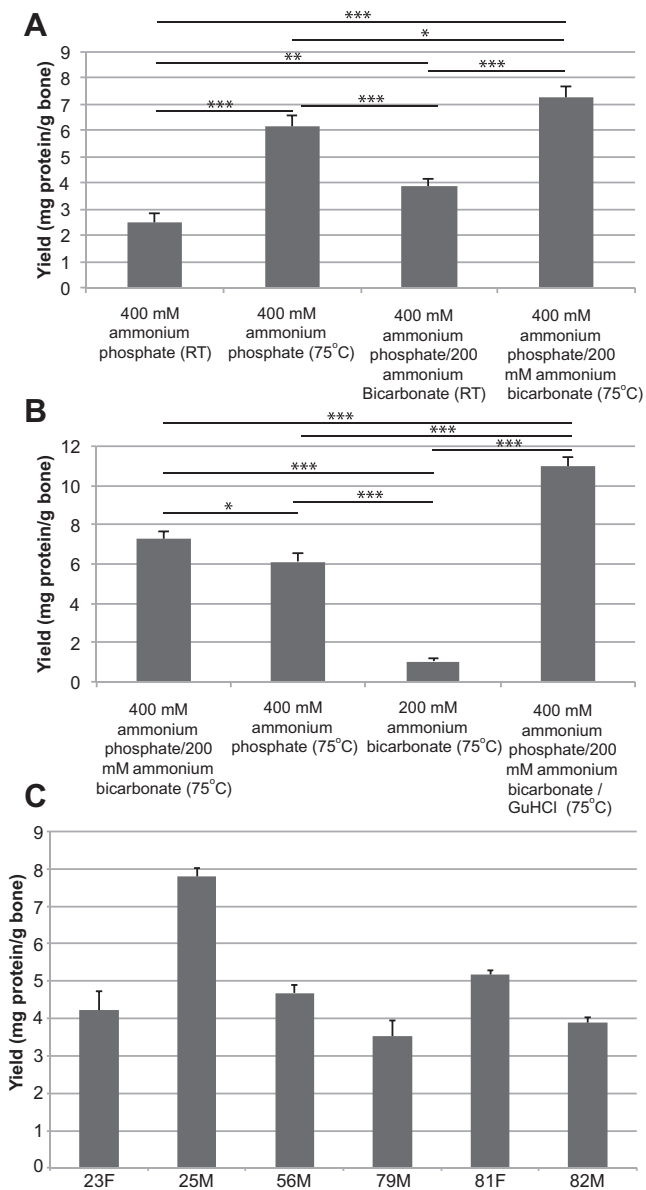 A
***
*
**
***
***
***
Yield (mg protein/g bone)
9
8
7
6
5
4
3
2
1
0
400 mM
ammonium
phosphate (RT)
400 mM
ammonium
phosphate (75°C)
400 mM
ammonium
phosphate/200
ammonium
Bicarbonate (RT)
400 mM
ammonium
phosphate/200
mM ammonium
bicarbonate (75°C)
B
***
***
***
***
*
***
Yield (mg protein/g bone)
12
10
8
6
4
2
0
400 mM
ammonium
phosphate/200
mM ammonium
bicarbonate (75°C)
400 mM
ammonium
phosphate (75°C)
200 mM
ammonium
bicarbonate (75°C)
400 mM
ammonium
phosphate/200
mM ammonium
bicarbonate /
GuHCl (75°C)
C
Yield (mg protein/g bone)
9
8
7
6
5
4
3
2
1
0
23F
25M
56M
79M
81F
82M